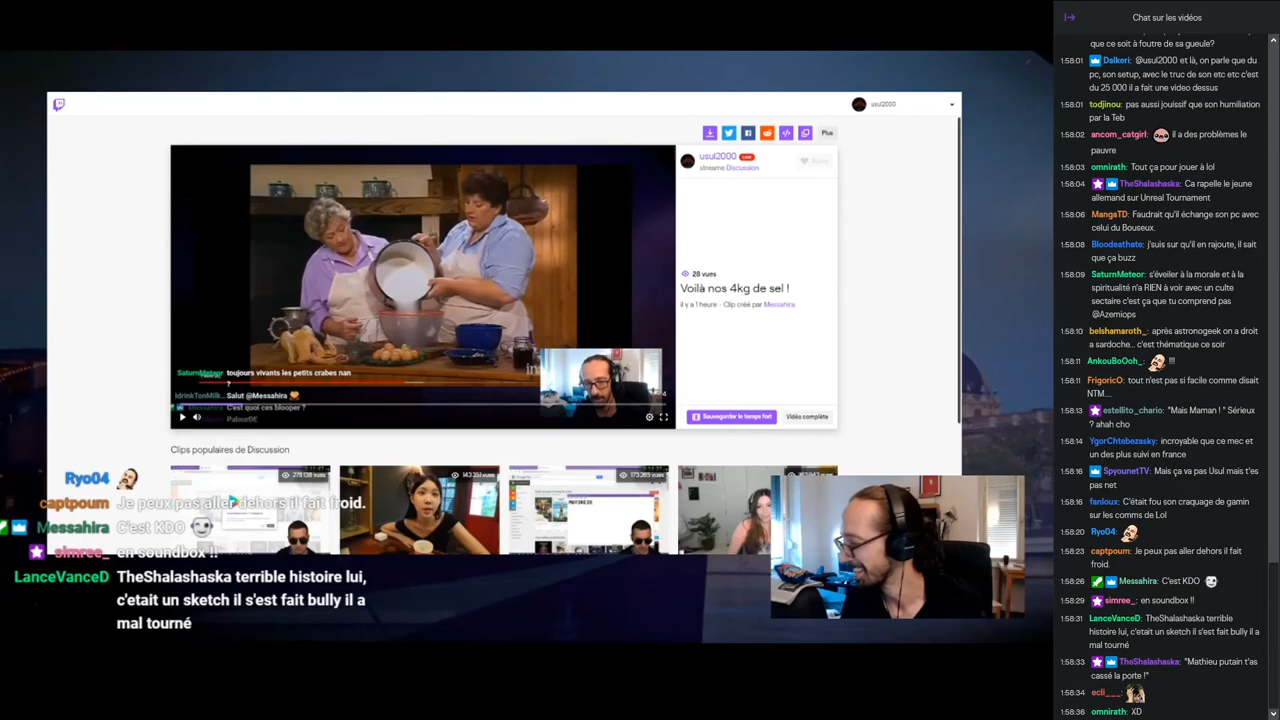 Chat sur les vidéos
que ce soit à foutre de sa gueule?
1:58:01 Dalkeri: @usul2000 et là, on parle que du
pc, son setup, avec le truc de son etc etc c'est
du 25 000 il a fait une video dessus
1:58:01 todjinou: pas aussi jouissif que son humiliation
par la Teb
1:58:02 ancom_catgirl: il a des problèmes le
pauvre
1:58:03 omnirath: Tout ça pour jouer à lol
1:58:04 TheShalashaska: Ca rapelle le jeune
allemand sur Unreal Tournament
1:58:06 MangaTD: Faudrait qu'il échange son pc avec
celui du Bouseux.
1:58:08 Bloodeathate: j'suis sur qu'il en rajoute, il sait
que ça buzz
1:58:09 SaturnMeteor: s'éveiller à la morale et à la
spiritualité n'a RIEN à voir avec un culte
sectaire c'est ça que tu comprend pas
@Azemiops
1:58:10 belshamaroth_: après astronogeek on a droit
a sardoche... c'est thématique ce soir
1:58:11 AnkouBoOoh_: !!!
1:58:11 FrigoricO: tout n'est pas si facile comme disait
NTM....
1:58:13 estellito_chario: "Mais Maman ! " Sérieux
? ahah cho
1:58:14 YgorChtebezasky: incroyable que ce mec et
un des plus suivi en france
1:58:16 SpyounetTV: Mais ça va pas Usul mais t'es
pas net
1:58:16 fanloux: C'était fou son craquage de gamin
sur les comms de Lol
1:58:20 Ryo04:
1:58:23 captpoum: Je peux pas aller dehors il fait
froid.
1:58:26 Messahira: C'est KDO
1:58:29 simree_: en soundbox !!
1:58:31 LanceVanceD: TheShalashaska terrible
histoire lui, c'etait un sketch il s'est fait bully il a
mal tourné
1:58:33 TheShalashaska: "Mathieu putain t'as
cassé la porte !"
1:58:34 ecli___:
1:58:36 omnirath: XD
usul2000
Plus
usul2000 LIVE
streame Discussion
Suivre
28 vues
Voilà nos 4kg de sel !
il y a 1 heure - Clip créé par Messahira
Sauvegarder le temps fort
Vidéo complète
SaturnMeteor toujours vivants les petits crabes nan
?
IdrinkTonMilk Salut @Messahira
Messahira C'est quoi ces blooper ?
PalourDE
Clips populaires de Discussion
Ryo04
captpoum Je peux pas aller dehors il fait froid.
Messahira C'est KDO
simree_ en soundbox !!
LanceVanceD TheShalashaska terrible histoire lui,
c'etait un sketch il s'est fait bully il a
mal tourné